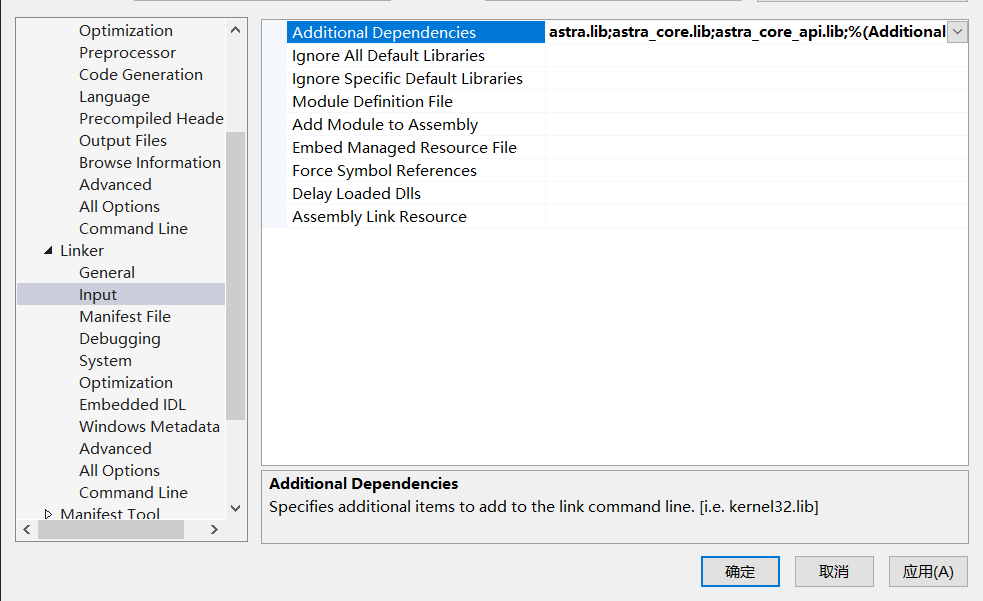 Optimization
Preprocessor
Code Generation
Language
Precompiled Heade
Output Files
Browse Information
Advanced
All Options
Command Line
Linker
General
Input
Manifest File
Debugging
System
Optimization
Embedded IDL
Windows Metadata
Advanced
All Options
Command Line
Manifest Tool
Additional Dependencies astra.lib;astra_core.lib;astra_core_api.lib;%(Additional
Ignore All Default Libraries
Ignore Specific Default Libraries
Module Definition File
Add Module to Assembly
Embed Managed Resource File
Force Symbol References
Delay Loaded Dlls
Assembly Link Resource
Additional Dependencies
Specifies additional items to add to the link command line. [i.e. kernel32.lib]
确定 取消 应用(A)